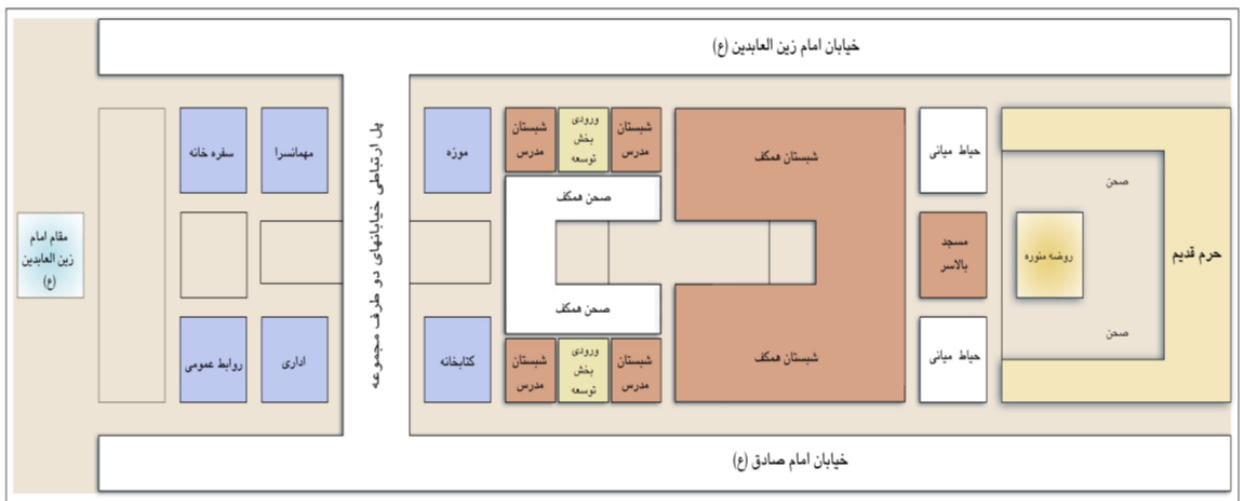 خیابان امام زین العابدین (ع)
حرم قدیم
صحن
روضه منوره
صحن
حیاط میانی
مسجد
بالاسر
حیاط میانی
شبستان همکف
شبستان همکف
شبستان
مدرس
ورودی
بخش
توسعه
شبستان
مدرس
صحن همکف
صحن همکف
شبستان
مدرس
ورودی
بخش
توسعه
شبستان
مدرس
موزه
کتابخانه
پل ارتباطی خیابانهای دو طرف مجموعه
مهمانسرا
سفره خانه
اداری
روابط عمومی
مقام امام
زین العابدین
(ع)
خیابان امام صادق (ع)